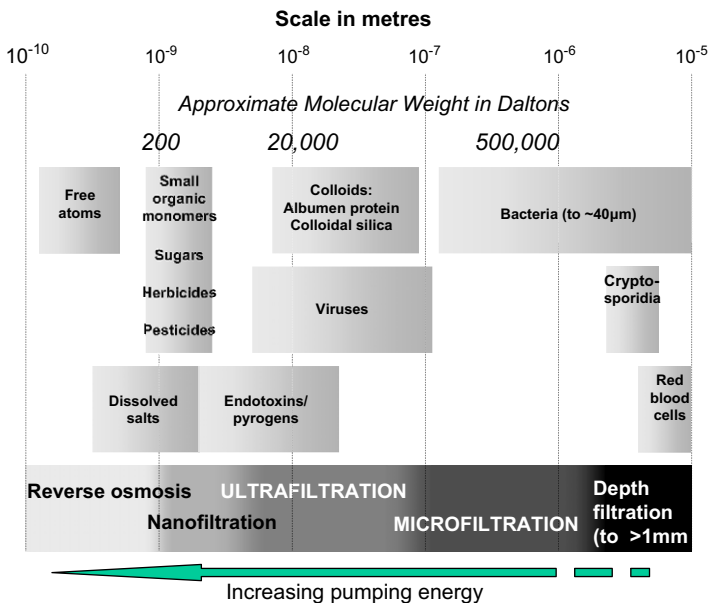 Scale in metres
10-10 10-9 10-8 10-7 10-6 10-5
Approximate Molecular Weight in Daltons
200 20,000 500,000
Free
atoms
Small
organic
monomers
Sugars
Herbicides
Pesticides
Colloids:
Albumen protein
Colloidal silica
Bacteria (to ~40µm)
Viruses
Crypto-
sporidia
Dissolved
salts
Endotoxins/
pyrogens
Red
blood
cells
Reverse osmosis
Nanofiltration
ULTRAFILTRATION
MICROFILTRATION
Depth
filtration
(to >1mm
Increasing pumping energy